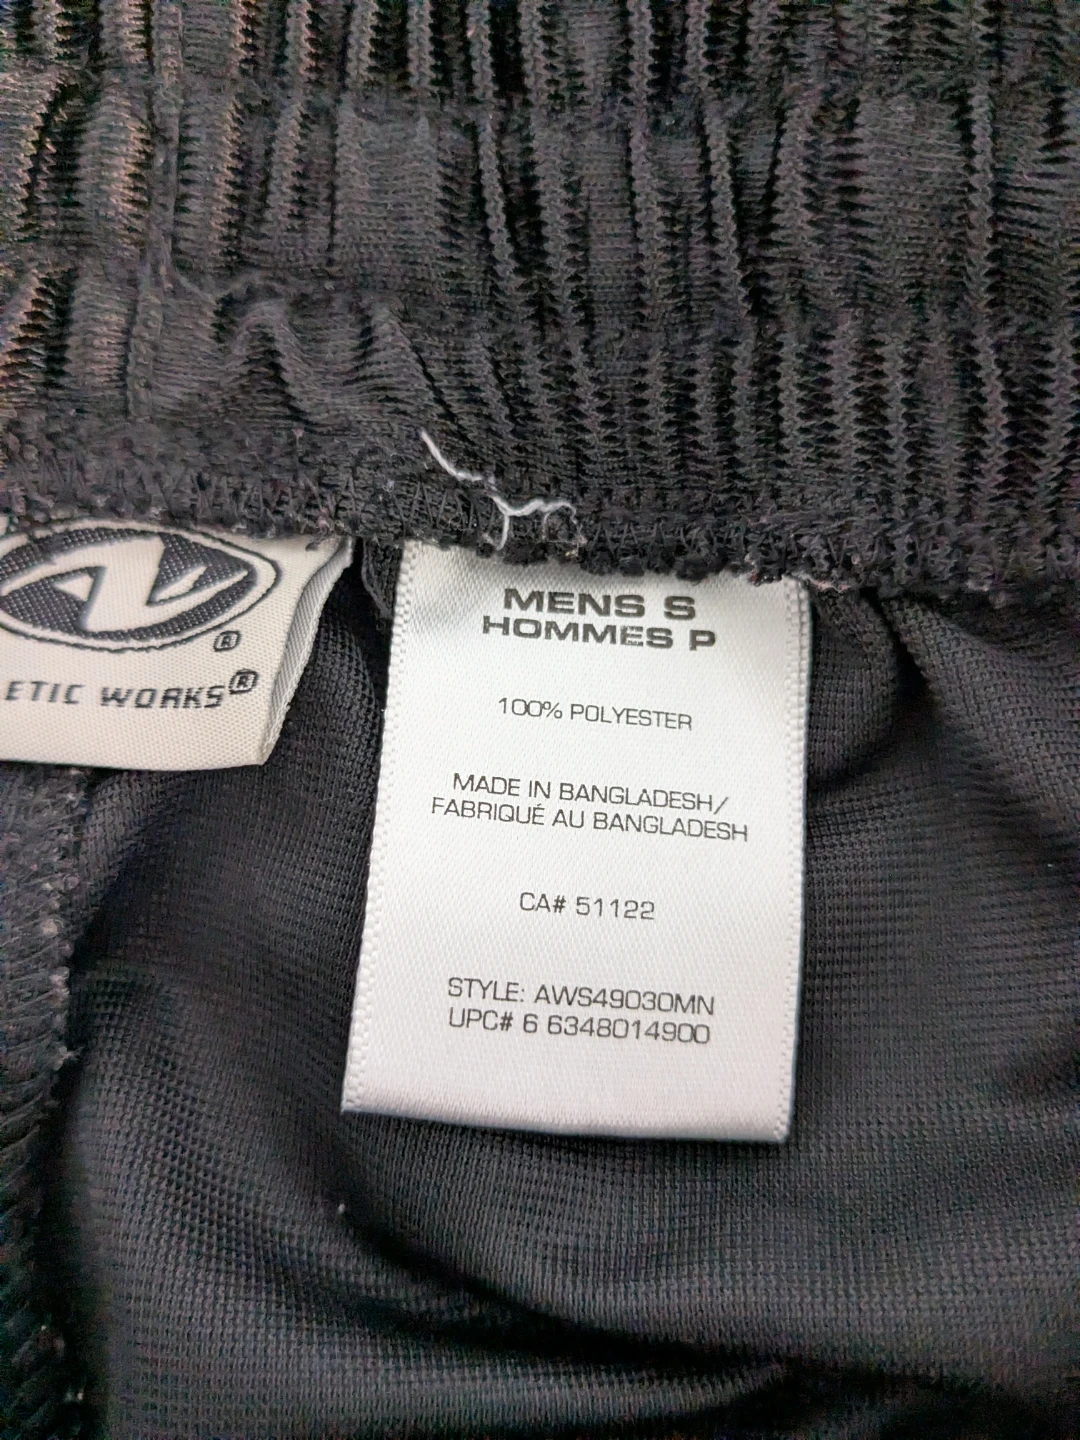 ETIC WORKS®
®
MENS S
HOMMES P
100% POLYESTER
MADE IN BANGLADESH/
FABRIQUÉ AU BANGLADESH
CA# 51122
STYLE: AWS49030MN
UPC# 6 6348014900